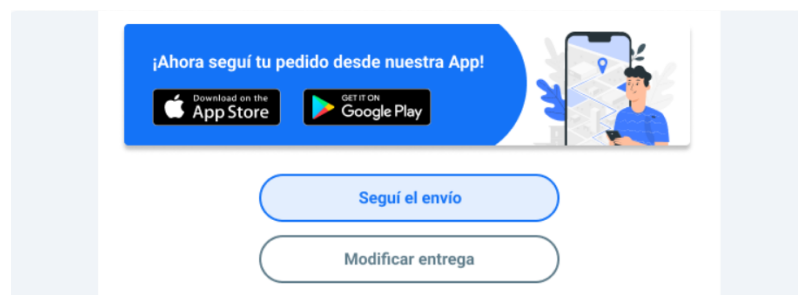 ¡Ahora seguí tu pedido desde nuestra App!
Download on the
App Store
GET IT ON
Google Play
Seguí el envío
Modificar entrega